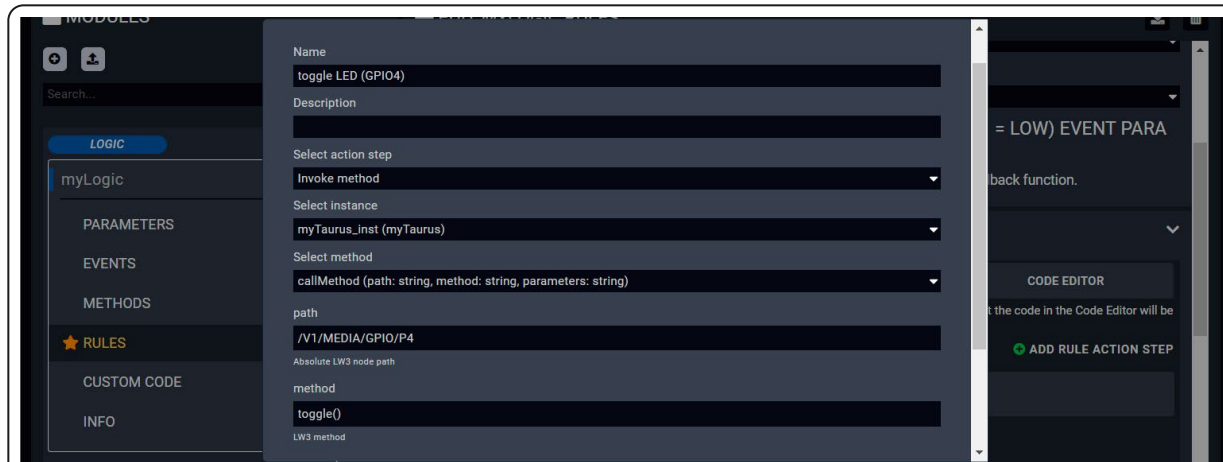 MODULES
Search...
LOGIC
myLogic
PARAMETERS
EVENTS
METHODS
RULES
CUSTOM CODE
INFO
Name
toggle LED (GPIO4)
Description
Select action step
Invoke method
Select instance
myTaurus_inst (myTaurus)
Select method
callMethod (path: string, method: string, parameters: string)
path
/V1/MEDIA/GPIO/P4
Absolute LW3 node path
method
toggle()
LW3 method
= LOW) EVENT PARA
back function.
CODE EDITOR
t the code in the Code Editor will be
ADD RULE ACTION STEP